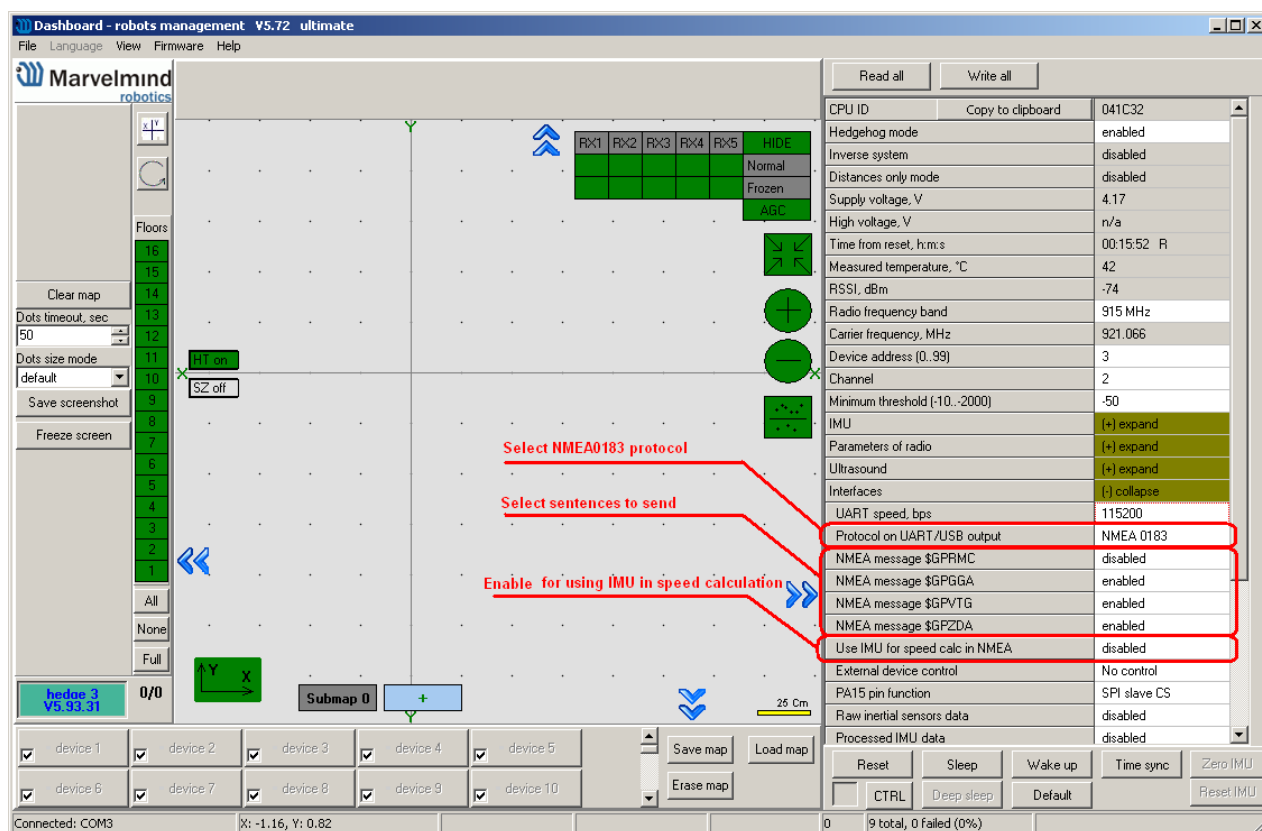 Dashboard - robots management V5.72 ultimate
File Language View Firmware Help
Marvelmind
robotics
Read all Write all
CPU ID Copy to clipboard 041C32
Hedgehog mode enabled
Inverse system disabled
Distances only mode disabled
Supply voltage, V 4.17
High voltage, V n/a
Time from reset, h:m:s 00:15:52 R
Measured temperature, °C 42
RSSI, dBm -74
Radio frequency band 915 MHz
Carrier frequency, MHz 921.066
Device address (0..99) 3
Channel 2
Minimum threshold (-10..-2000) -50
IMU (+) expand
Parameters of radio (+) expand
Ultrasound (+) expand
Interfaces (-) collapse
UART speed, bps 115200
Protocol on UART/USB output NMEA 0183
NMEA message $GPRMC disabled
NMEA message $GPGGA enabled
NMEA message $GPVTG enabled
NMEA message $GPZDA enabled
Use IMU for speed calc in NMEA disabled
External device control No control
PA15 pin function SPI slave CS
Raw inertial sensors data disabled
Processed IMU data disabled
X Y
Floors
16
15
14
13
12
11
10
9
8
7
6
5
4
3
2
1
All
None
Full
Clear map
Dots timeout, sec
50
Dots size mode
default
Save screenshot
Freeze screen
Y
RX1 RX2 RX3 RX4 RX5 HIDE
Normal
Frozen
AGC
HT on
X X
SZ off
Select NMEA0183 protocol
Select sentences to send
Enable for using IMU in speed calculation
Y X
Submap 0 +
Y
25 Cm
hedge 3
V5.93.31
0/0
device 1 device 2 device 3 device 4 device 5
device 6 device 7 device 8 device 9 device 10
Save map Load map
Erase map
Reset Sleep Wake up Time sync Zero IMU
CTRL Deep sleep Default Reset IMU
Connected: COM3 X: -1.16, Y: 0.82 0 9 total, 0 failed (0%)